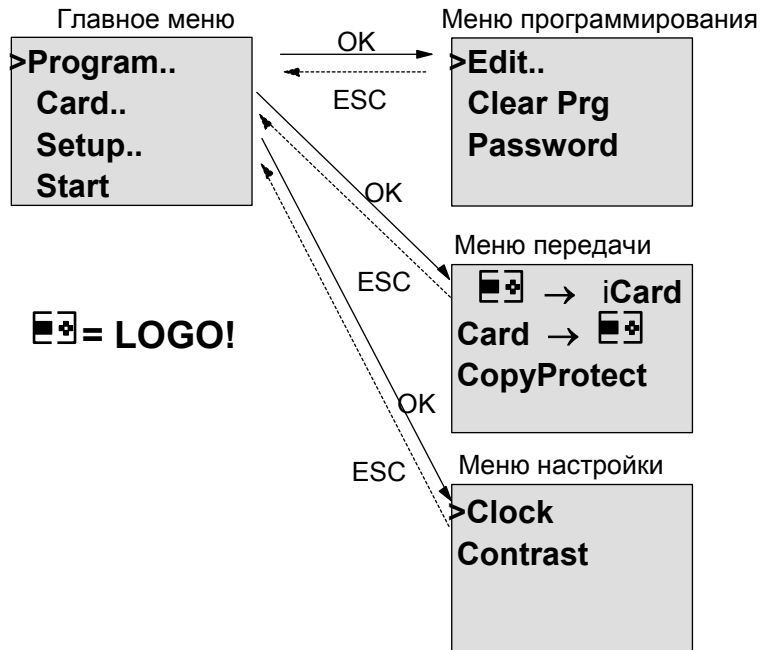 Главное меню
>Program..
Card..
Setup..
Start
OK
ESC
Меню программирования
>Edit..
Clear Prg
Password
OK
ESC
Меню передачи
→ iCard
Card →
CopyProtect
= LOGO!
OK
ESC
Меню настройки
>Clock
Contrast